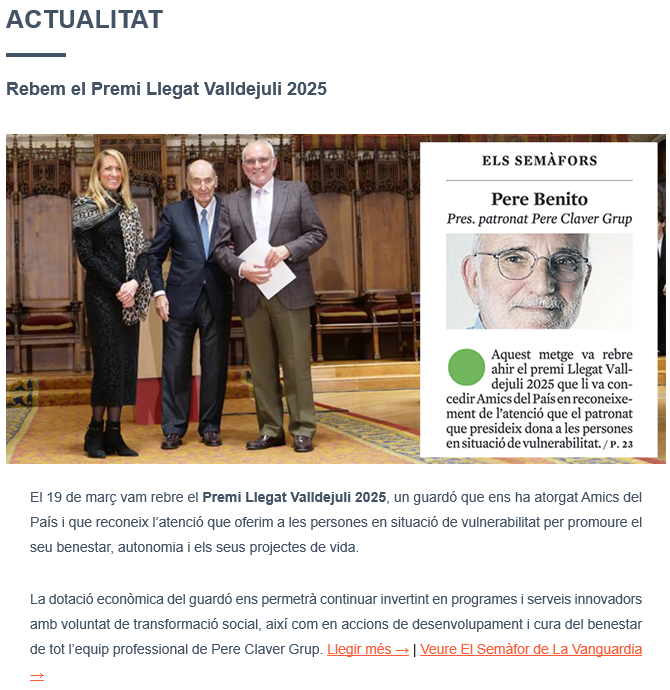 ACTUALITAT
Rebem el Premi Llegat Valldejuli 2025
ELS SEMÀFORS
Pere Benito
Pres. patronat Pere Claver Grup
Aquest metge va rebre
ahir el premi Llegat Vall-
dejuli 2025 que li va con-
cedir Amics del País en reconeixe-
ment de l'atenció que el patronat
que presideix dona a les persones
en situació de vulnerabilitat. / P. 23
El 19 de març vam rebre el Premi Llegat Valldejuli 2025, un guardó que ens ha atorgat Amics del
País i que reconeix l’atenció que oferim a les persones en situació de vulnerabilitat per promoure el
seu benestar, autonomia i els seus projectes de vida.
La dotació econòmica del guardó ens permetrà continuar invertint en programes i serveis innovadors
amb voluntat de transformació social, així com en accions de desenvolupament i cura del benestar
de tot l’equip professional de Pere Claver Grup. Llegir més → | Veure El Semàfor de La Vanguardia
→